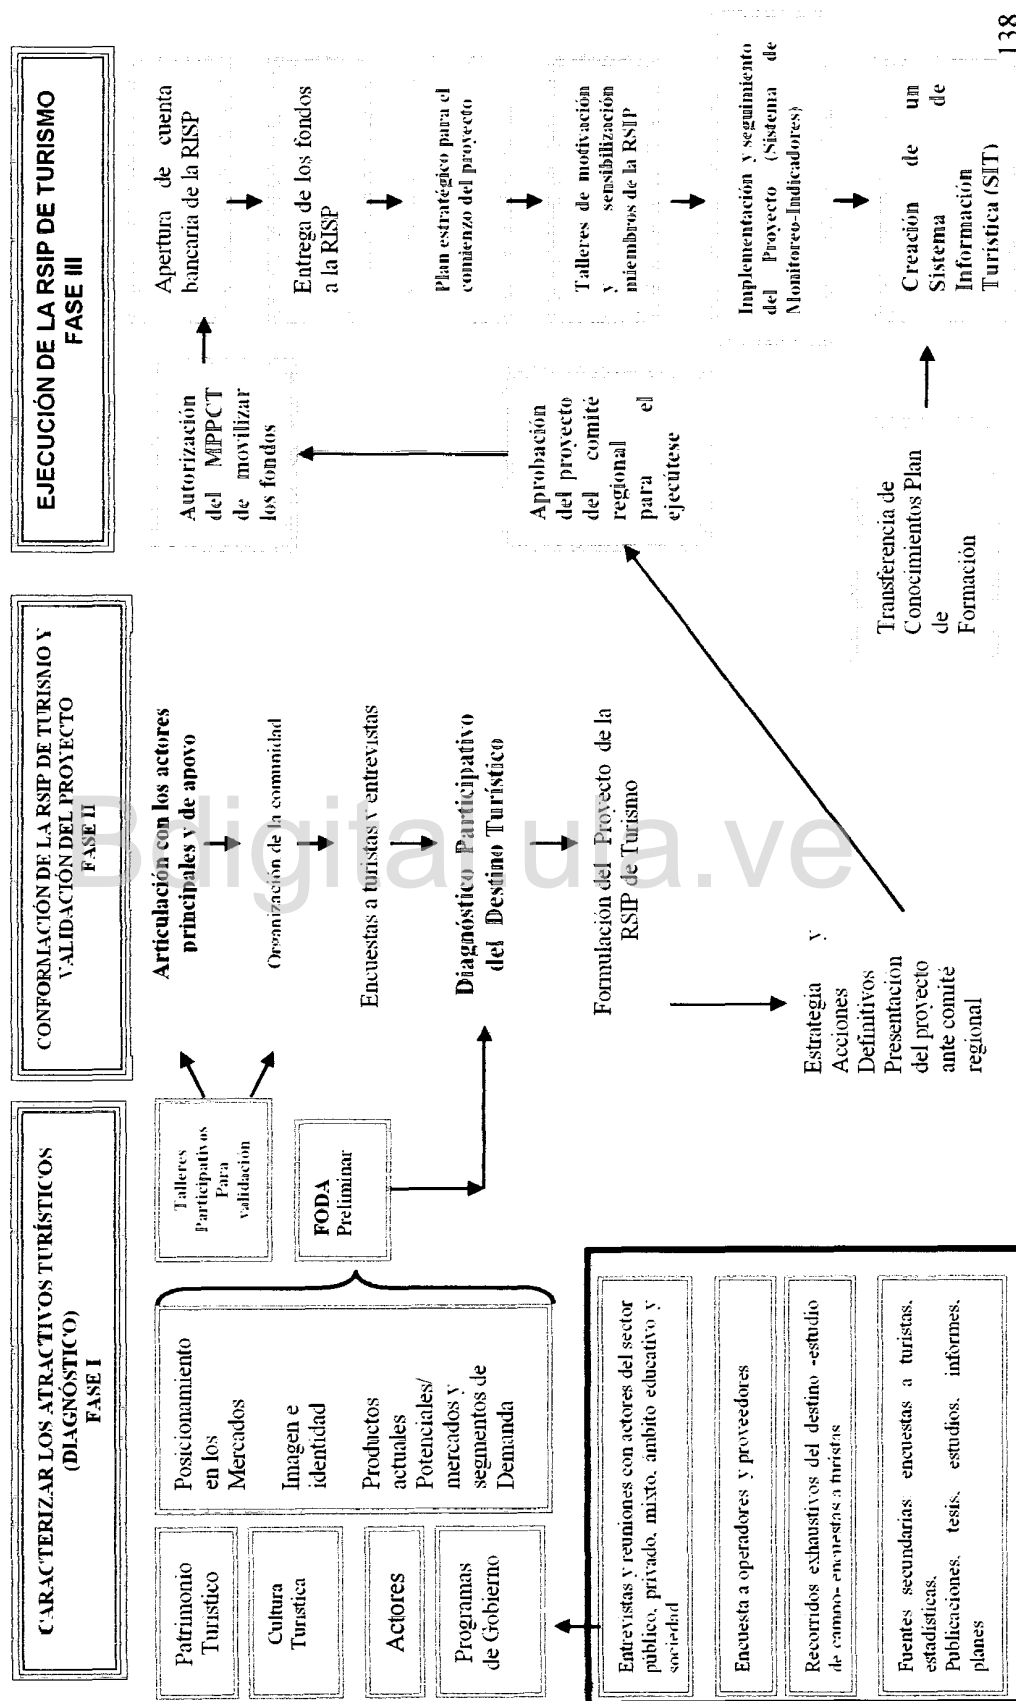 CARACTERIZAR LOS ATRACTIVOS TURÍSTICOS
(DIAGNÓSTICO)
FASE I
Patrimonio
Turístico
Cultura
Turística
Actores
Programas
de Gobierno
Posicionamiento
en los
Mercados
Imagen e
identidad
Productos
actuales
Potenciales/
mercados y
segmentos de
Demanda
Talleres
Participativos
Para
validación
FODA
Preliminar
Entrevistas y reuniones con actores del sector
público, privado, mixto, ámbito educativo y
sociedad
Encuesta a operadores y proveedores
Recorridos exhaustivos del destino -estudio
de campo- encuestas a turistas
Fuentes secundarias encuestas a turistas.
estadísticas.
Publicaciones. tesis. estudios. informes.
planes
CONFORMACIÓN DE LA RSIP DE TURISMO Y
VALIDACIÓN DEL PROYECTO
FASE II
Articulación con los actores
principales y de apoyo
Organización de la comunidad
Encuestas a turistas y entrevistas
Diagnóstico Participativo
del Destino Turístico
Formulación del Proyecto de la
RSIP de Turismo
Estrategia y
Acciones
Definitivos
Presentación
del proyecto
ante comité
regional
EJECUCIÓN DE LA RSIP DE TURISMO
FASE III
Autorización
del MPPCT
de movilizar
los fondos
Aprobación
del proyecto
del comité
regional
para el
ejecútese
Transferencia de
Conocimientos Plan
de
Formación
Apertura de cuenta
bancaria de la RISP
Entrega de los fondos
a la RISP
Plan estratégico para el
comienzo del proyecto
Talleres de motivación
y sensibilización
miembros de la RSIP
Implementación y seguimiento
del Proyecto (Sistema de
Monitoreo-Indicadores)
Creación de un
Sistema de
Información
Turística (SIT)
138
Bdigital.ula.ve